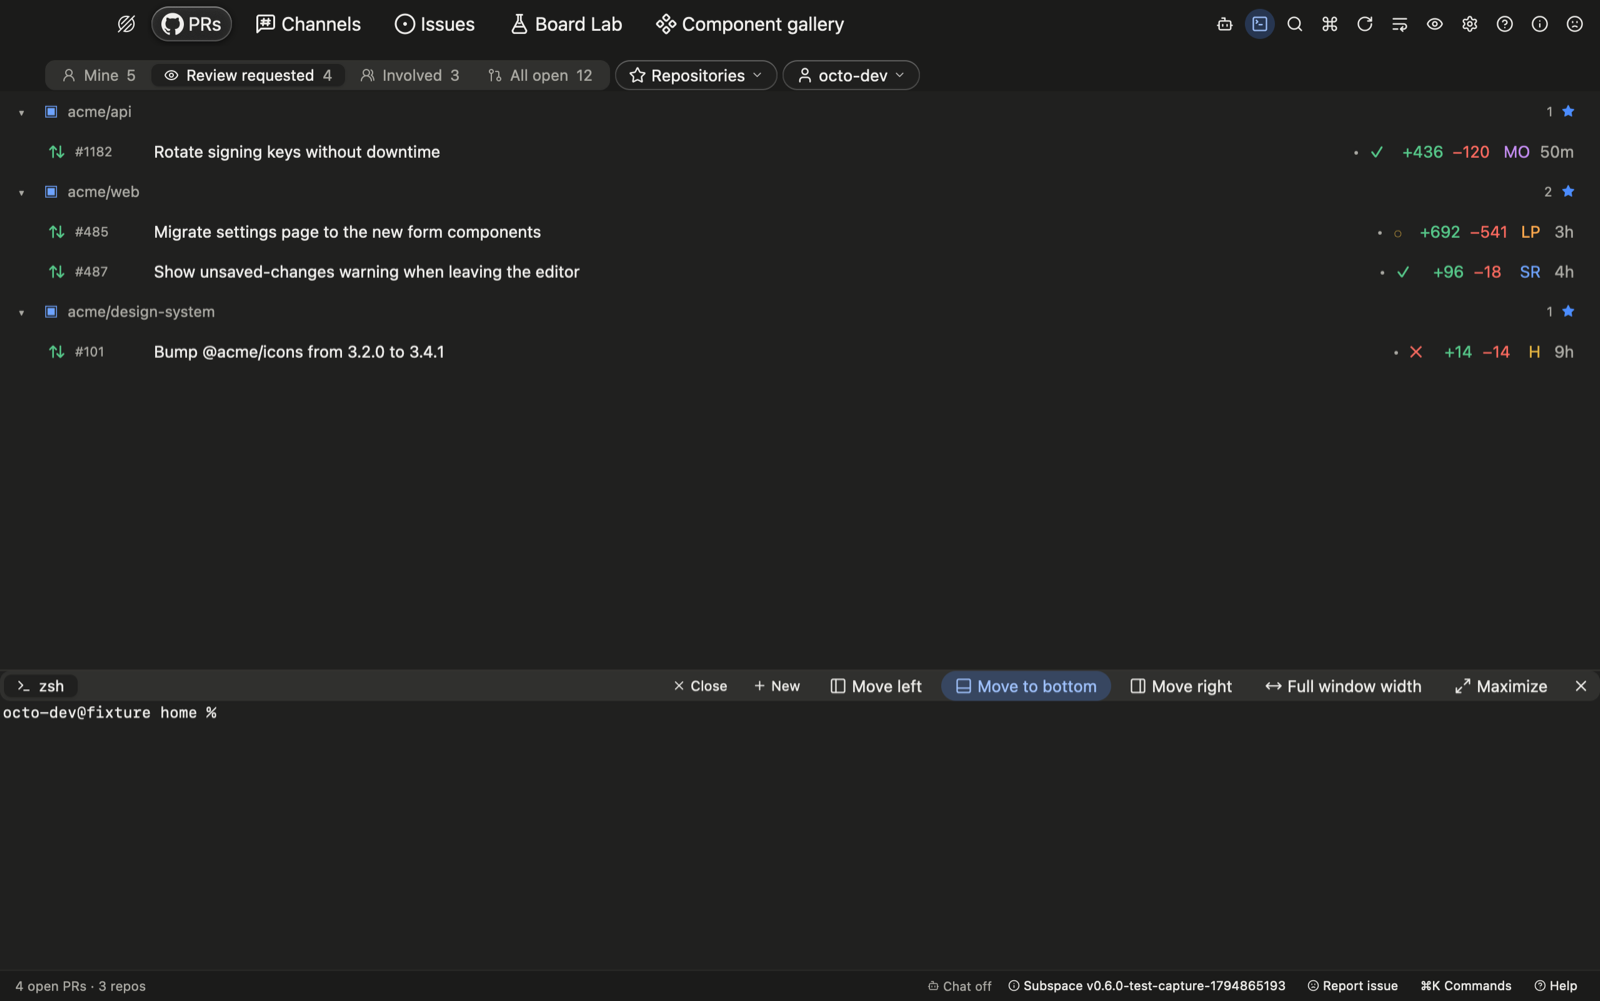 PRs Channels Issues Board Lab Component gallery
Mine 5 Review requested 4 Involved 3 All open 12 Repositories octo-dev
acme/api 1
#1182 Rotate signing keys without downtime +436 −120 MO 50m
acme/web 2
#485 Migrate settings page to the new form components +692 −541 LP 3h
#487 Show unsaved-changes warning when leaving the editor +96 −18 SR 4h
acme/design-system 1
#101 Bump @acme/icons from 3.2.0 to 3.4.1 +14 −14 H 9h
zsh Close New Move left Move to bottom Move right Full window width Maximize
octo-dev@fixture home %
4 open PRs · 3 repos Chat off Subspace v0.6.0-test-capture-1794865193 Report issue ⌘K Commands Help